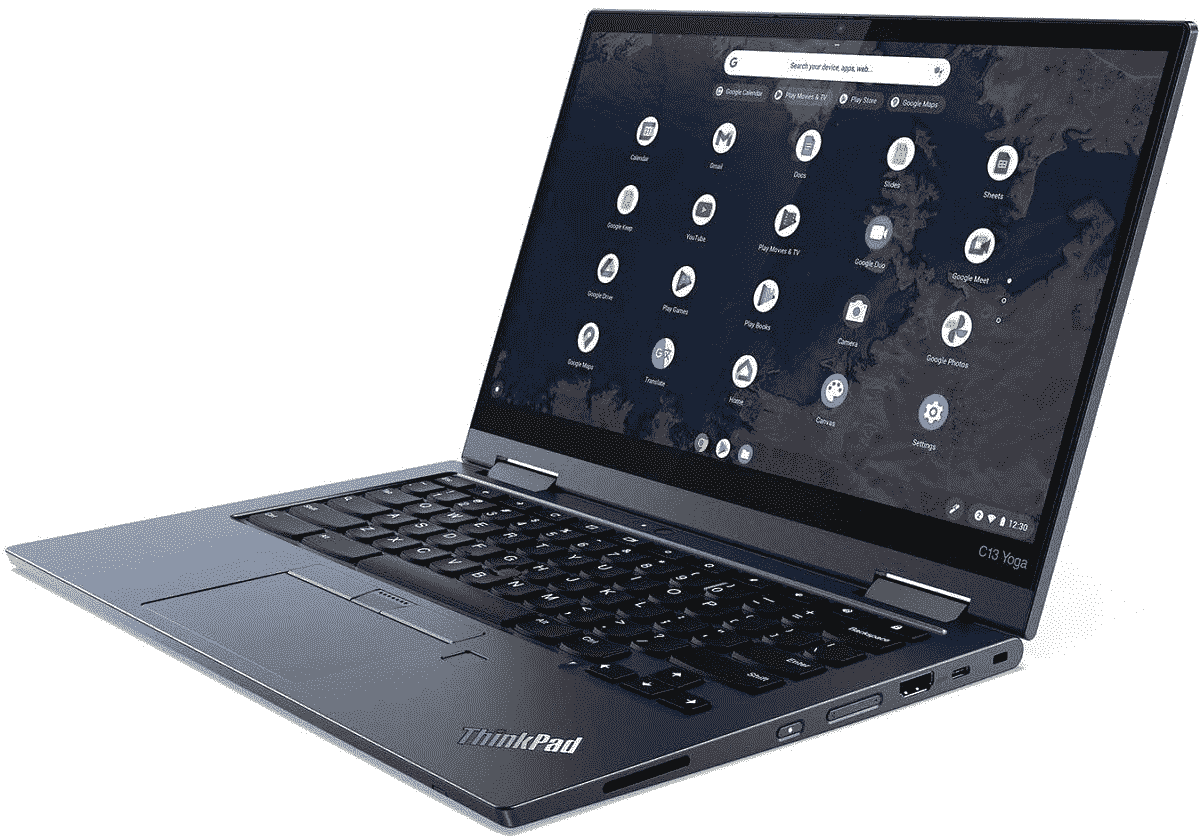 G Search your device, apps, web...
Google Calendar Play Movies & TV Play Store Google Maps
Calendar Gmail Docs Slides Sheets
Google Keep YouTube Play Movies & TV Google Duo Google Meet
Google Drive Play Games Play Books Camera Google Photos
Google Maps Translate Home Canvas Settings
12:30
C13 Yoga
Backspace
Q W E R T Y U I O P
A S D F G H J K L Enter
Z X C V B N M Shift
Alt Ctrl
ThinkPad